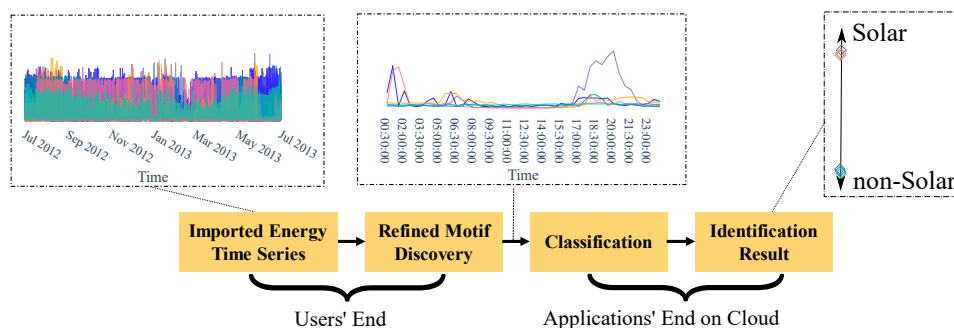 Jul 2012
Sep 2012
Nov 2012
Jan 2013
Mar 2013
May 2013
Jul 2013
Time
00:30:00
02:00:00
03:30:00
05:00:00
06:30:00
08:00:00
09:30:00
11:00:00
12:30:00
14:00:00
15:30:00
17:00:00
18:30:00
20:00:00
21:30:00
23:00:00
Time
Solar
non-Solar
Imported Energy
Time Series
Refined Motif
Discovery
Classification
Identification
Result
Users' End
Applications' End on Cloud